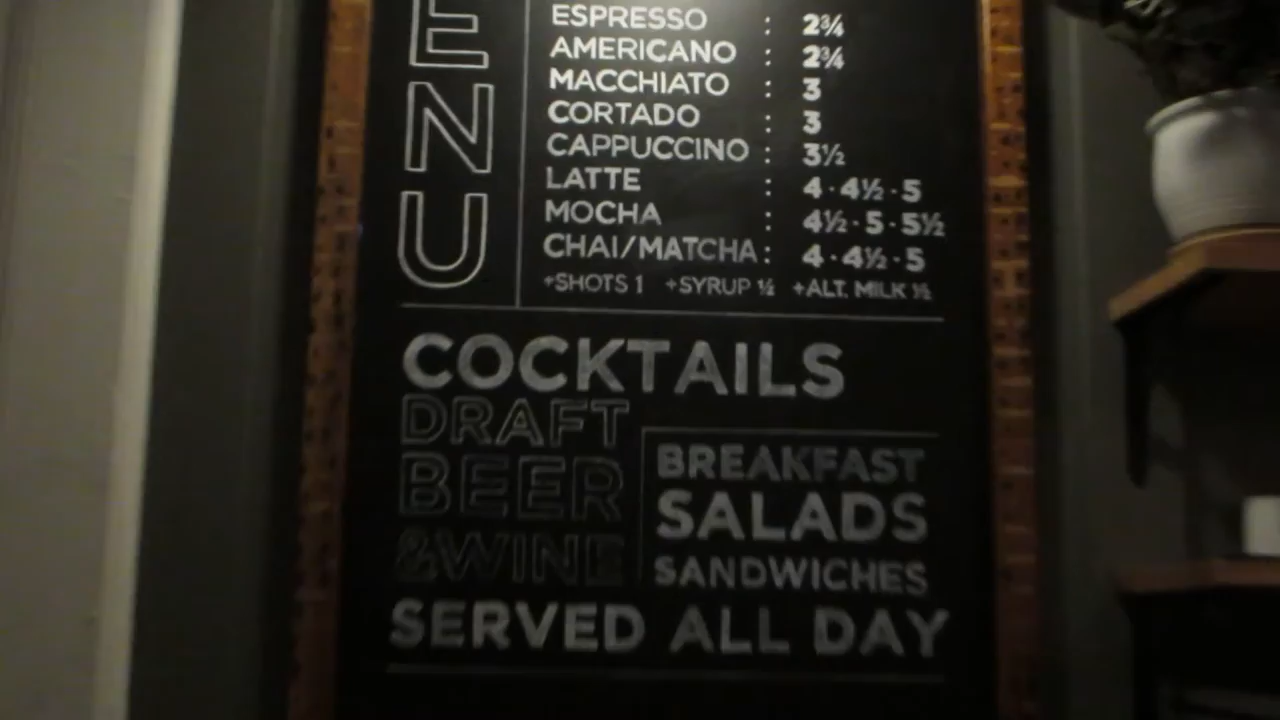 ENU
ESPRESSO : 2¾
AMERICANO : 2¾
MACCHIATO : 3
CORTADO : 3
CAPPUCCINO : 3½
LATTE : 4 · 4½ · 5
MOCHA : 4½ · 5 · 5½
CHAI/MATCHA : 4 · 4½ · 5
+SHOTS 1 +SYRUP ½ +ALT. MILK ½
COCKTAILS
DRAFT
BEER
&WINE
BREAKFAST
SALADS
SANDWICHES
SERVED ALL DAY